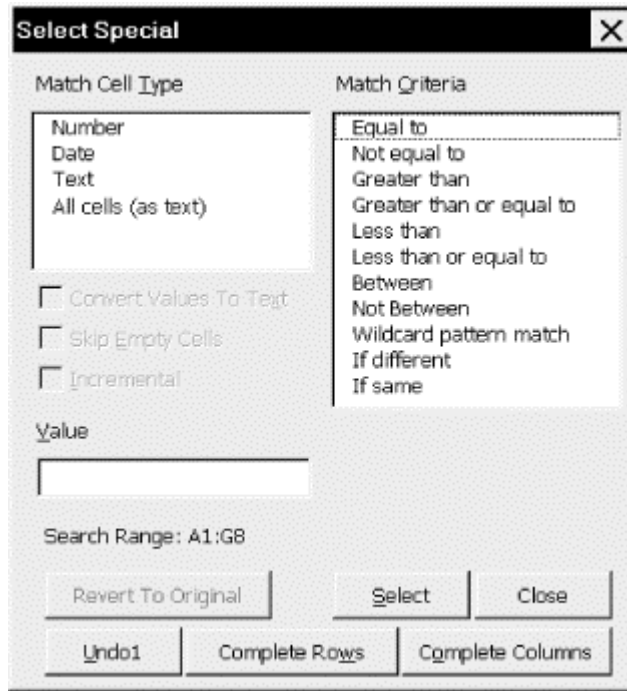 Select Special
Match Cell Type
Number
Date
Text
All cells (as text)
Convert Values To Text
Skip Empty Cells
Incremental
Value
Search Range: A1:G8
Match Criteria
Equal to
Not equal to
Greater than
Greater than or equal to
Less than
Less than or equal to
Between
Not Between
Wildcard pattern match
If different
If same
Revert To Original
Select
Close
Undo1
Complete Rows
Complete Columns